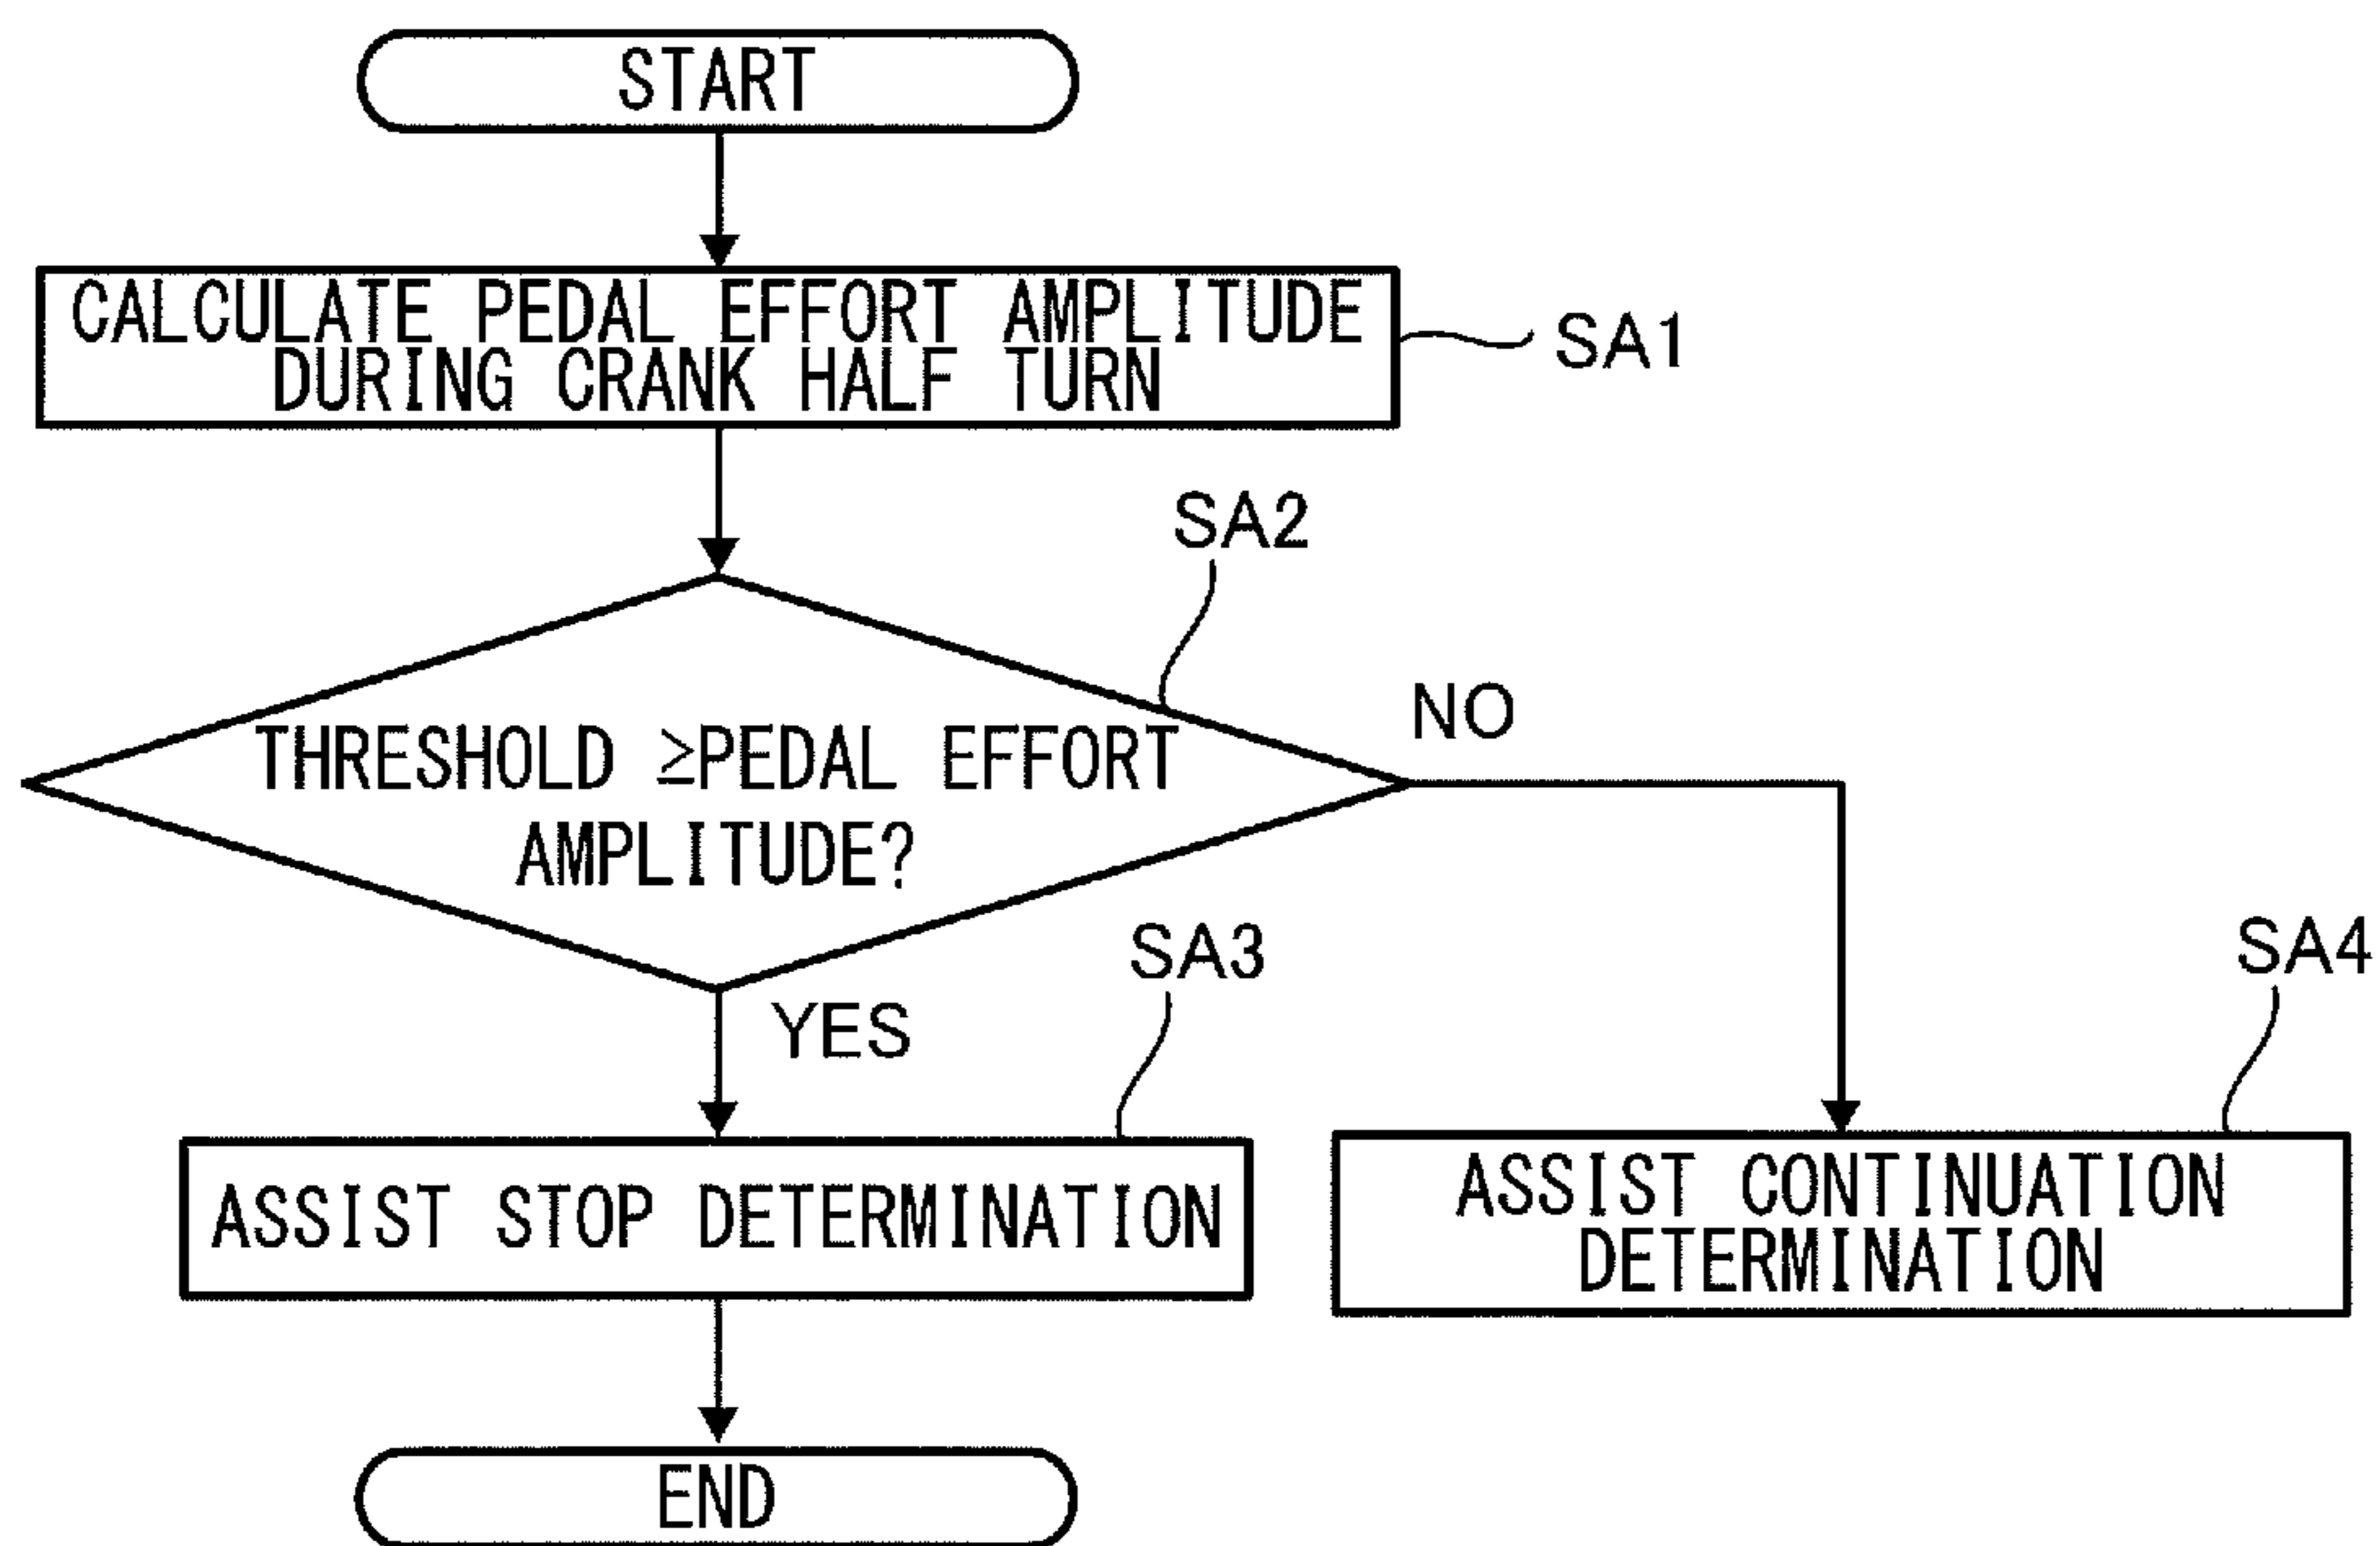 START
CALCULATE PEDAL EFFORT AMPLITUDE
DURING CRANK HALF TURN
SA1
SA2
THRESHOLD ≥PEDAL EFFORT
AMPLITUDE?
NO
YES
SA3
ASSIST STOP DETERMINATION
SA4
ASSIST CONTINUATION
DETERMINATION
END